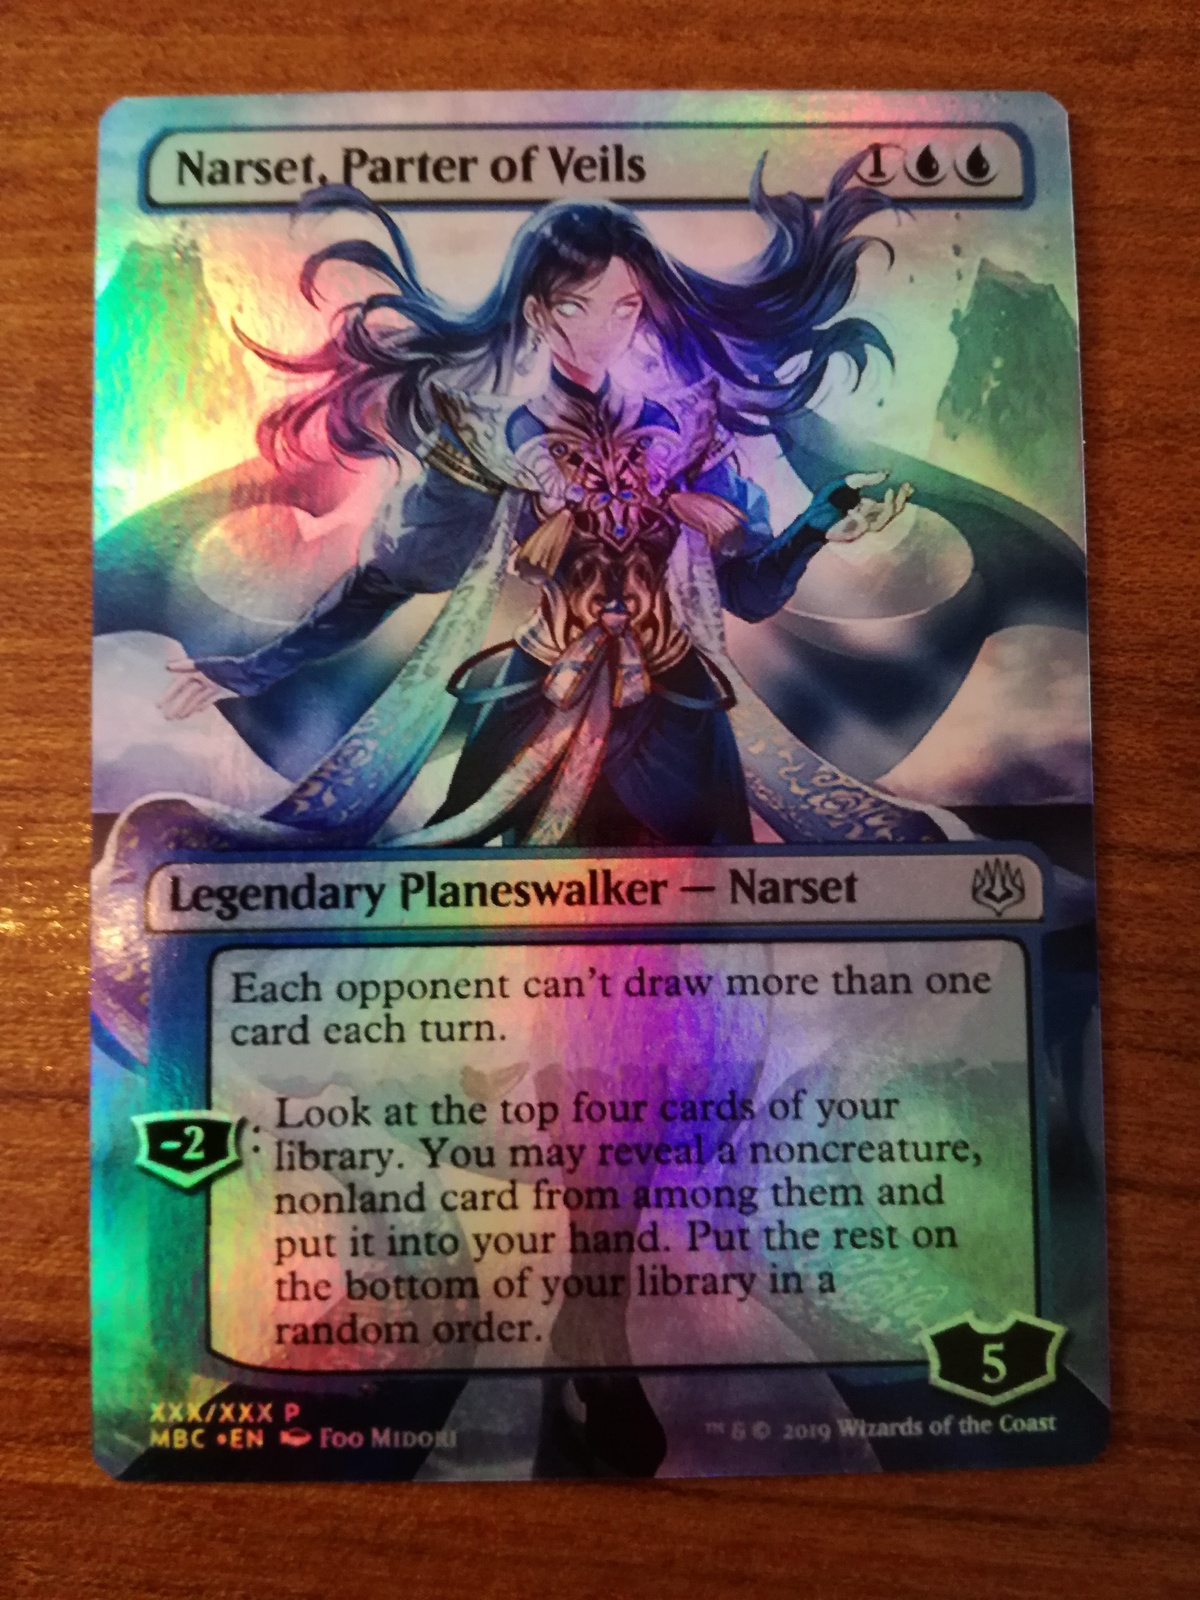 Narset, Parter of Veils
1
Legendary Planeswalker — Narset
Each opponent can't draw more than one
card each turn.
-2 : Look at the top four cards of your
library. You may reveal a noncreature,
nonland card from among them and
put it into your hand. Put the rest on
the bottom of your library in a
random order.
5
XXX/XXX P
MBC • EN Foo Midori
™ & © 2019 Wizards of the Coast